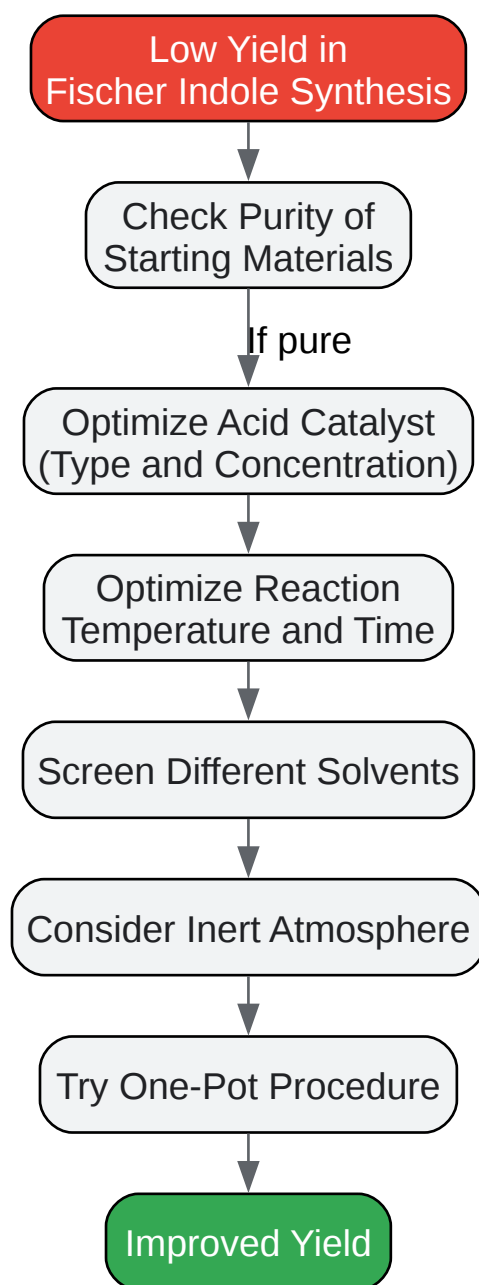 Low Yield in
Fischer Indole Synthesis
Check Purity of
Starting Materials
If pure
Optimize Acid Catalyst
(Type and Concentration)
Optimize Reaction
Temperature and Time
Screen Different Solvents
Consider Inert Atmosphere
Try One-Pot Procedure
Improved Yield